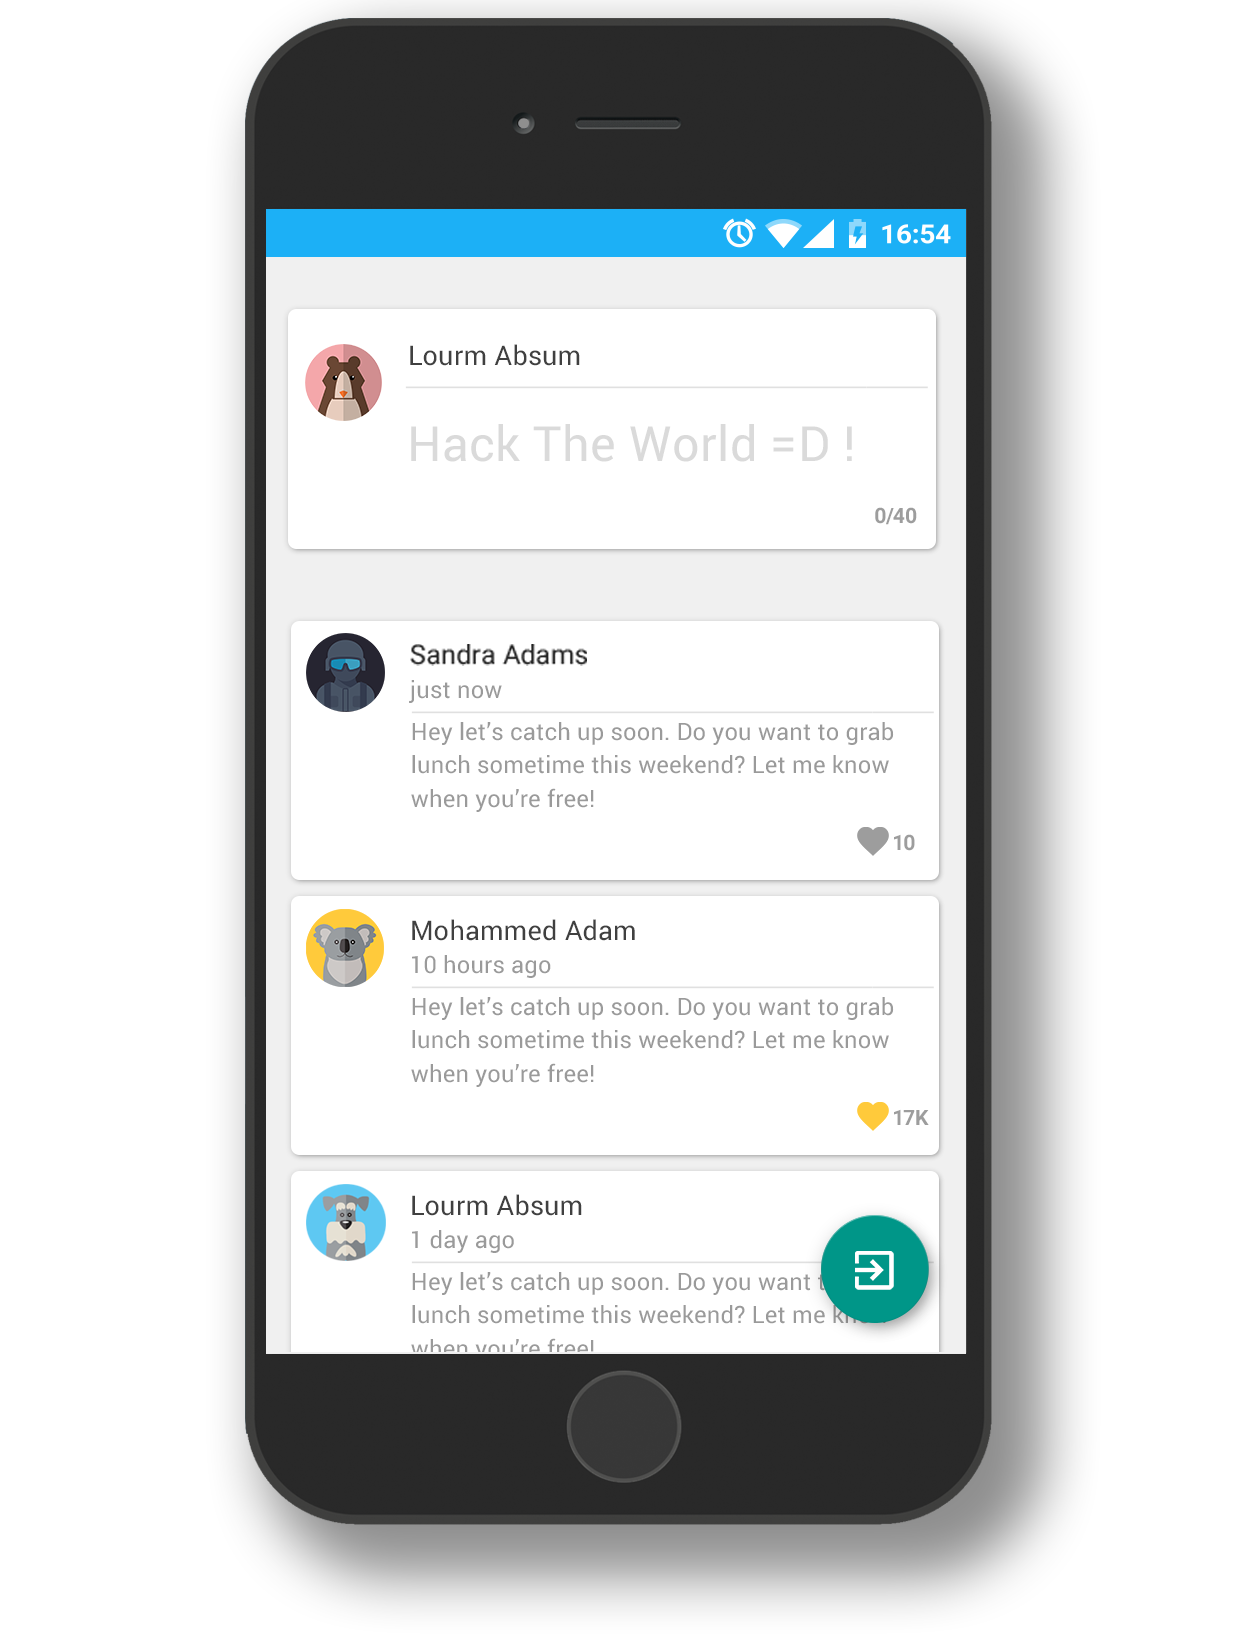 16:54
Lourm Absum
Hack The World =D !
0/40
Sandra Adams
just now
Hey let’s catch up soon. Do you want to grab
lunch sometime this weekend? Let me know
when you’re free!
10
Mohammed Adam
10 hours ago
Hey let’s catch up soon. Do you want to grab
lunch sometime this weekend? Let me know
when you’re free!
17K
Lourm Absum
1 day ago
Hey let’s catch up soon. Do you want
lunch sometime this weekend? Let me
when you’re free!